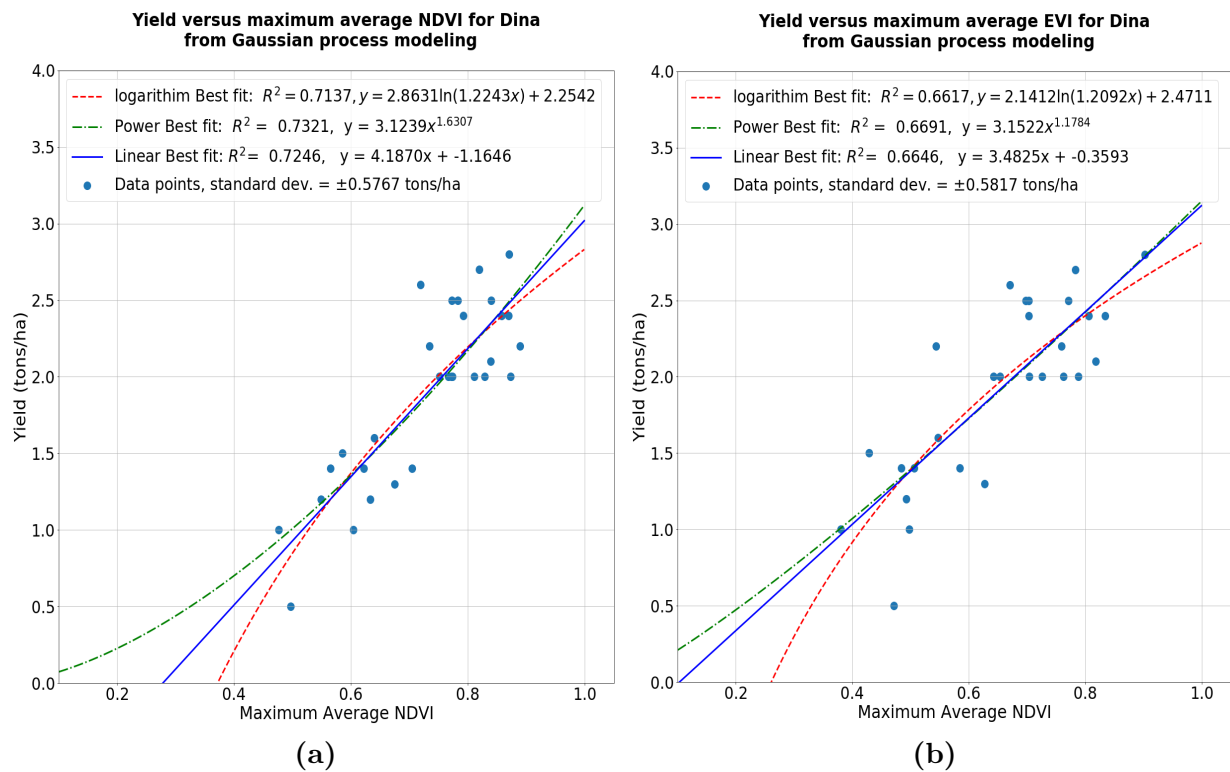 Yield versus maximum average NDVI for Dina
from Gaussian process modeling
4.0
3.5
3.0
2.5
2.0
1.5
1.0
0.5
0.0
Yield (tons/ha)
logarithim Best fit: R² = 0.7137, y = 2.8631ln(1.2243x) + 2.2542
Power Best fit: R² = 0.7321, y = 3.1239x^1.6307
Linear Best fit: R² = 0.7246, y = 4.1870x + -1.1646
Data points, standard dev. = ±0.5767 tons/ha
0.2 0.4 0.6 0.8 1.0
Maximum Average NDVI
(a)
Yield versus maximum average EVI for Dina
from Gaussian process modeling
4.0
3.5
3.0
2.5
2.0
1.5
1.0
0.5
0.0
Yield (tons/ha)
logarithim Best fit: R² = 0.6617, y = 2.1412ln(1.2092x) + 2.4711
Power Best fit: R² = 0.6691, y = 3.1522x^1.1784
Linear Best fit: R² = 0.6646, y = 3.4825x + -0.3593
Data points, standard dev. = ±0.5817 tons/ha
0.2 0.4 0.6 0.8 1.0
Maximum Average NDVI
(b)